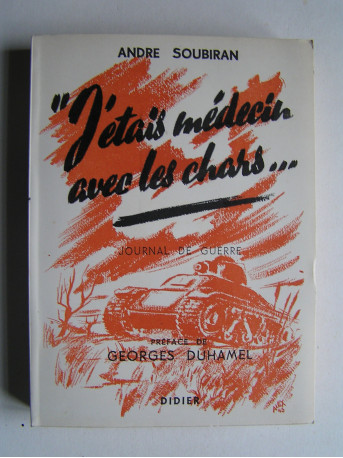 ANDRE SOUBIRAN
"J'étais médecin
avec les chars...
JOURNAL DE GUERRE
PRÉFACE DE
GEORGES DUHAMEL
DIDIER